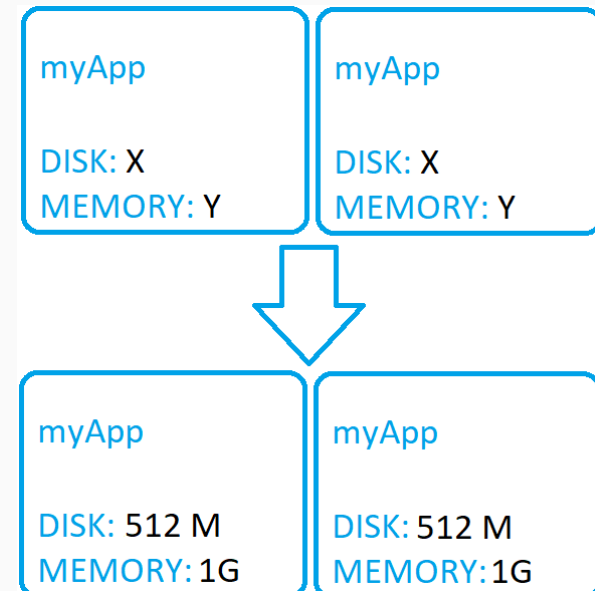 myApp
DISK: X
MEMORY: Y
myApp
DISK: X
MEMORY: Y
myApp
DISK: 512 M
MEMORY: 1G
myApp
DISK: 512 M
MEMORY: 1G